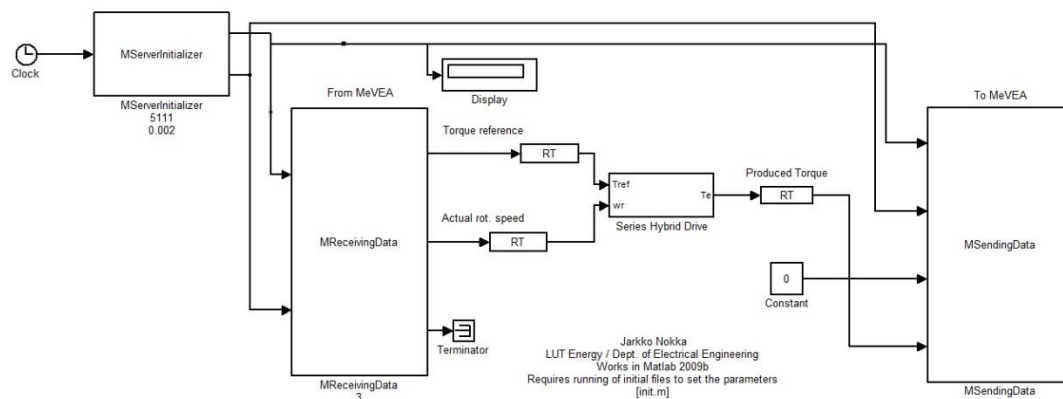 MServerInitializer
Clock
MServerInitializer
5111
0.002
Display
From MeVEA
To MeVEA
Torque reference
RT
Tref
wr
Te
Series Hybrid Drive
Produced Torque
RT
Actual rot. speed
RT
MReceivingData
MSendingData
0
Constant
Terminator
Jarkko Nokka
LUT Energy / Dept. of Electrical Engineering
Works in Matlab 2009b
Requires running of initial files to set the parameters
[init.m]
MReceivingData
3
MSendingData